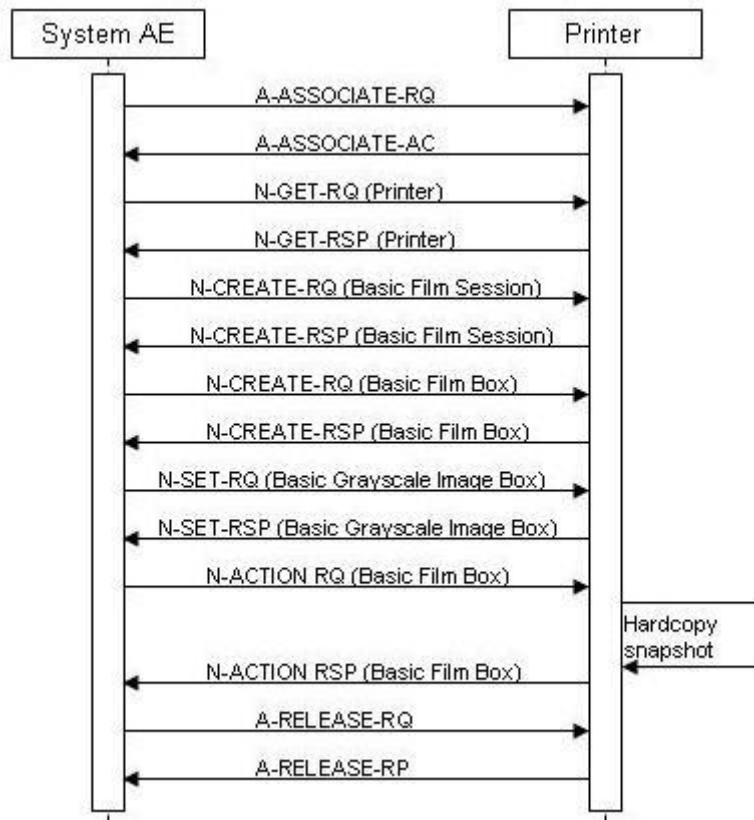 System AE
Printer
A-ASSOCIATE-RQ
A-ASSOCIATE-AC
N-GET-RQ (Printer)
N-GET-RSP (Printer)
N-CREATE-RQ (Basic Film Session)
N-CREATE-RSP (Basic Film Session)
N-CREATE-RQ (Basic Film Box)
N-CREATE-RSP (Basic Film Box)
N-SET-RQ (Basic Grayscale Image Box)
N-SET-RSP (Basic Grayscale Image Box)
N-ACTION RQ (Basic Film Box)
Hardcopy
snapshot
N-ACTION RSP (Basic Film Box)
A-RELEASE-RQ
A-RELEASE-RP